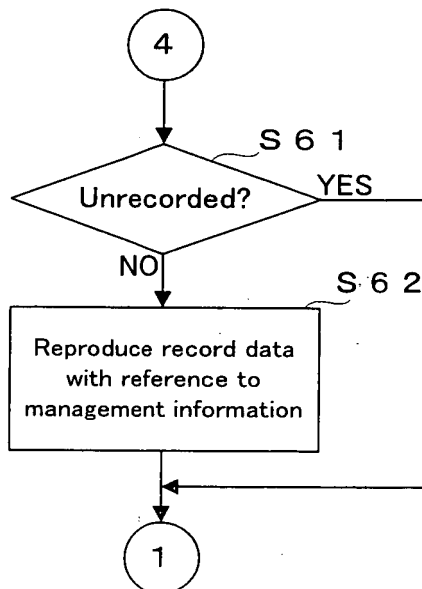 4
S 6 1
Unrecorded?
YES
NO
S 6 2
Reproduce record data
with reference to
management information
1